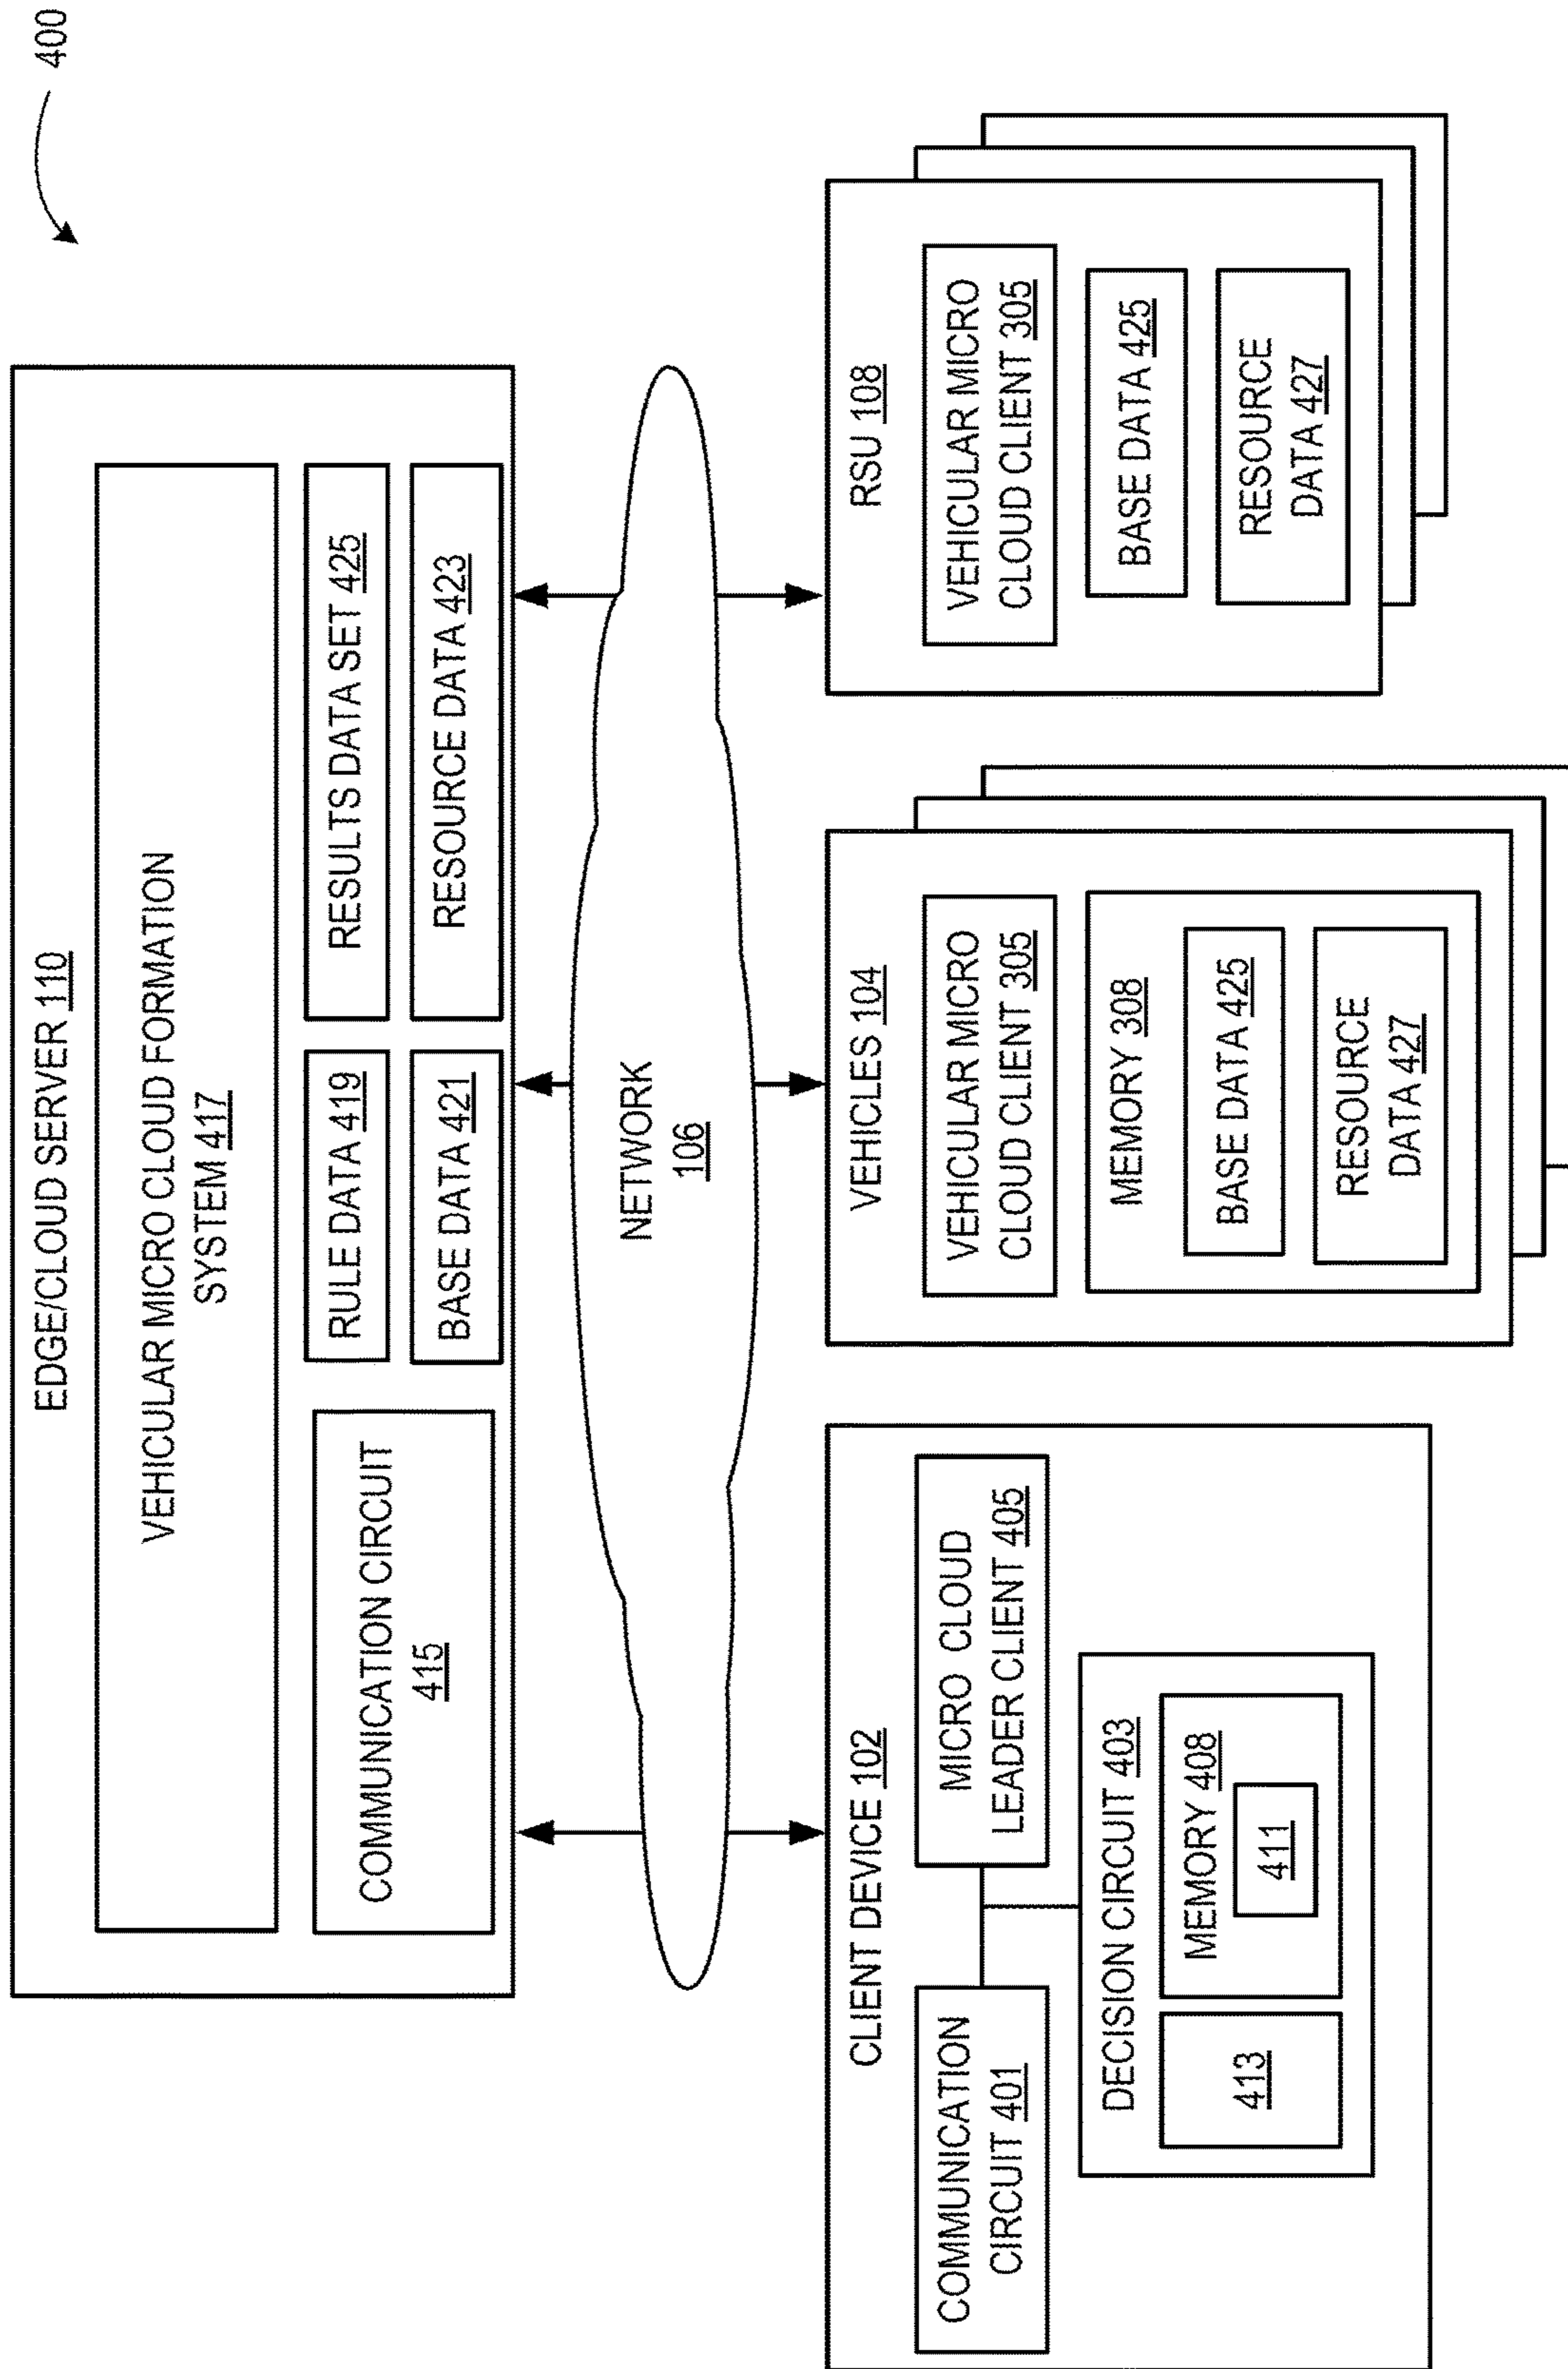 400
EDGE/CLOUD SERVER 110
VEHICULAR MICRO CLOUD FORMATION
SYSTEM 417
COMMUNICATION CIRCUIT
415
RULE DATA 419
RESULTS DATA SET 425
BASE DATA 421
RESOURCE DATA 423
NETWORK
106
CLIENT DEVICE 102
COMMUNICATION
CIRCUIT 401
MICRO CLOUD
LEADER CLIENT 405
DECISION CIRCUIT 403
413
MEMORY 408
411
VEHICLES 104
VEHICULAR MICRO
CLOUD CLIENT 305
MEMORY 308
BASE DATA 425
RESOURCE
DATA 427
RSU 108
VEHICULAR MICRO
CLOUD CLIENT 305
BASE DATA 425
RESOURCE
DATA 427